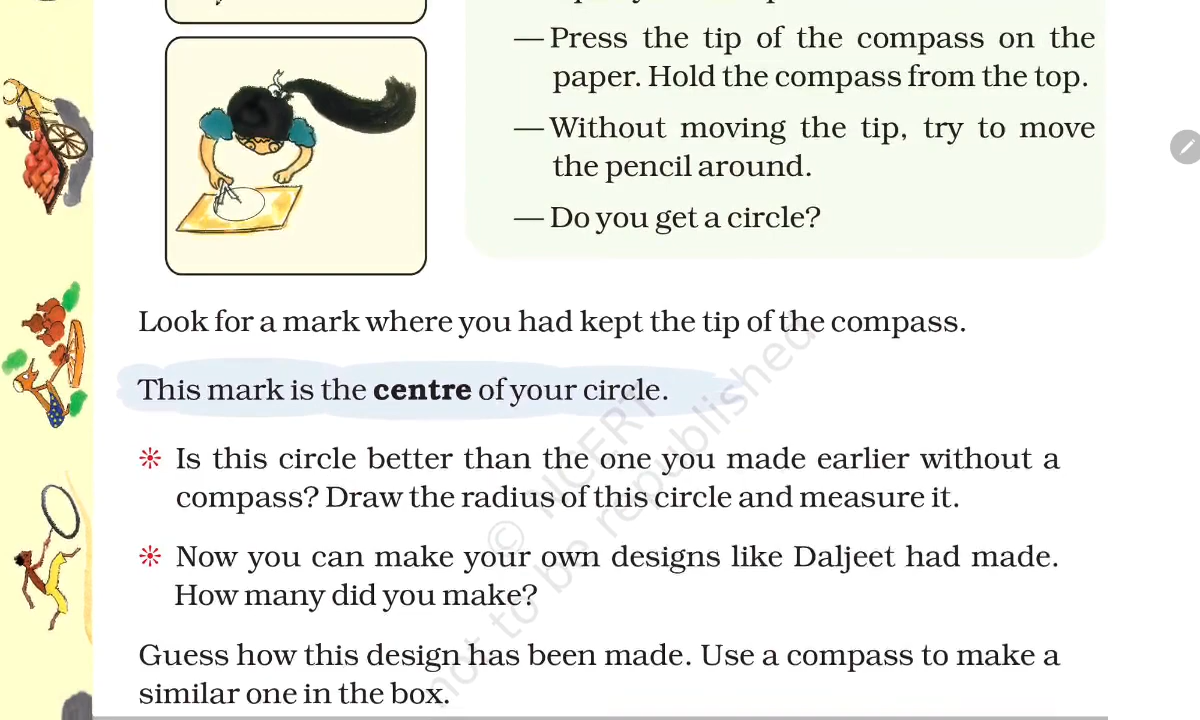 — Press the tip of the compass on the
paper. Hold the compass from the top.
— Without moving the tip, try to move
the pencil around.
— Do you get a circle?
Look for a mark where you had kept the tip of the compass.
This mark is the centre of your circle.
Is this circle better than the one you made earlier without a
compass? Draw the radius of this circle and measure it.
Now you can make your own designs like Daljeet had made.
How many did you make?
Guess how this design has been made. Use a compass to make a
similar one in the box.
© NCERT
not to be republished